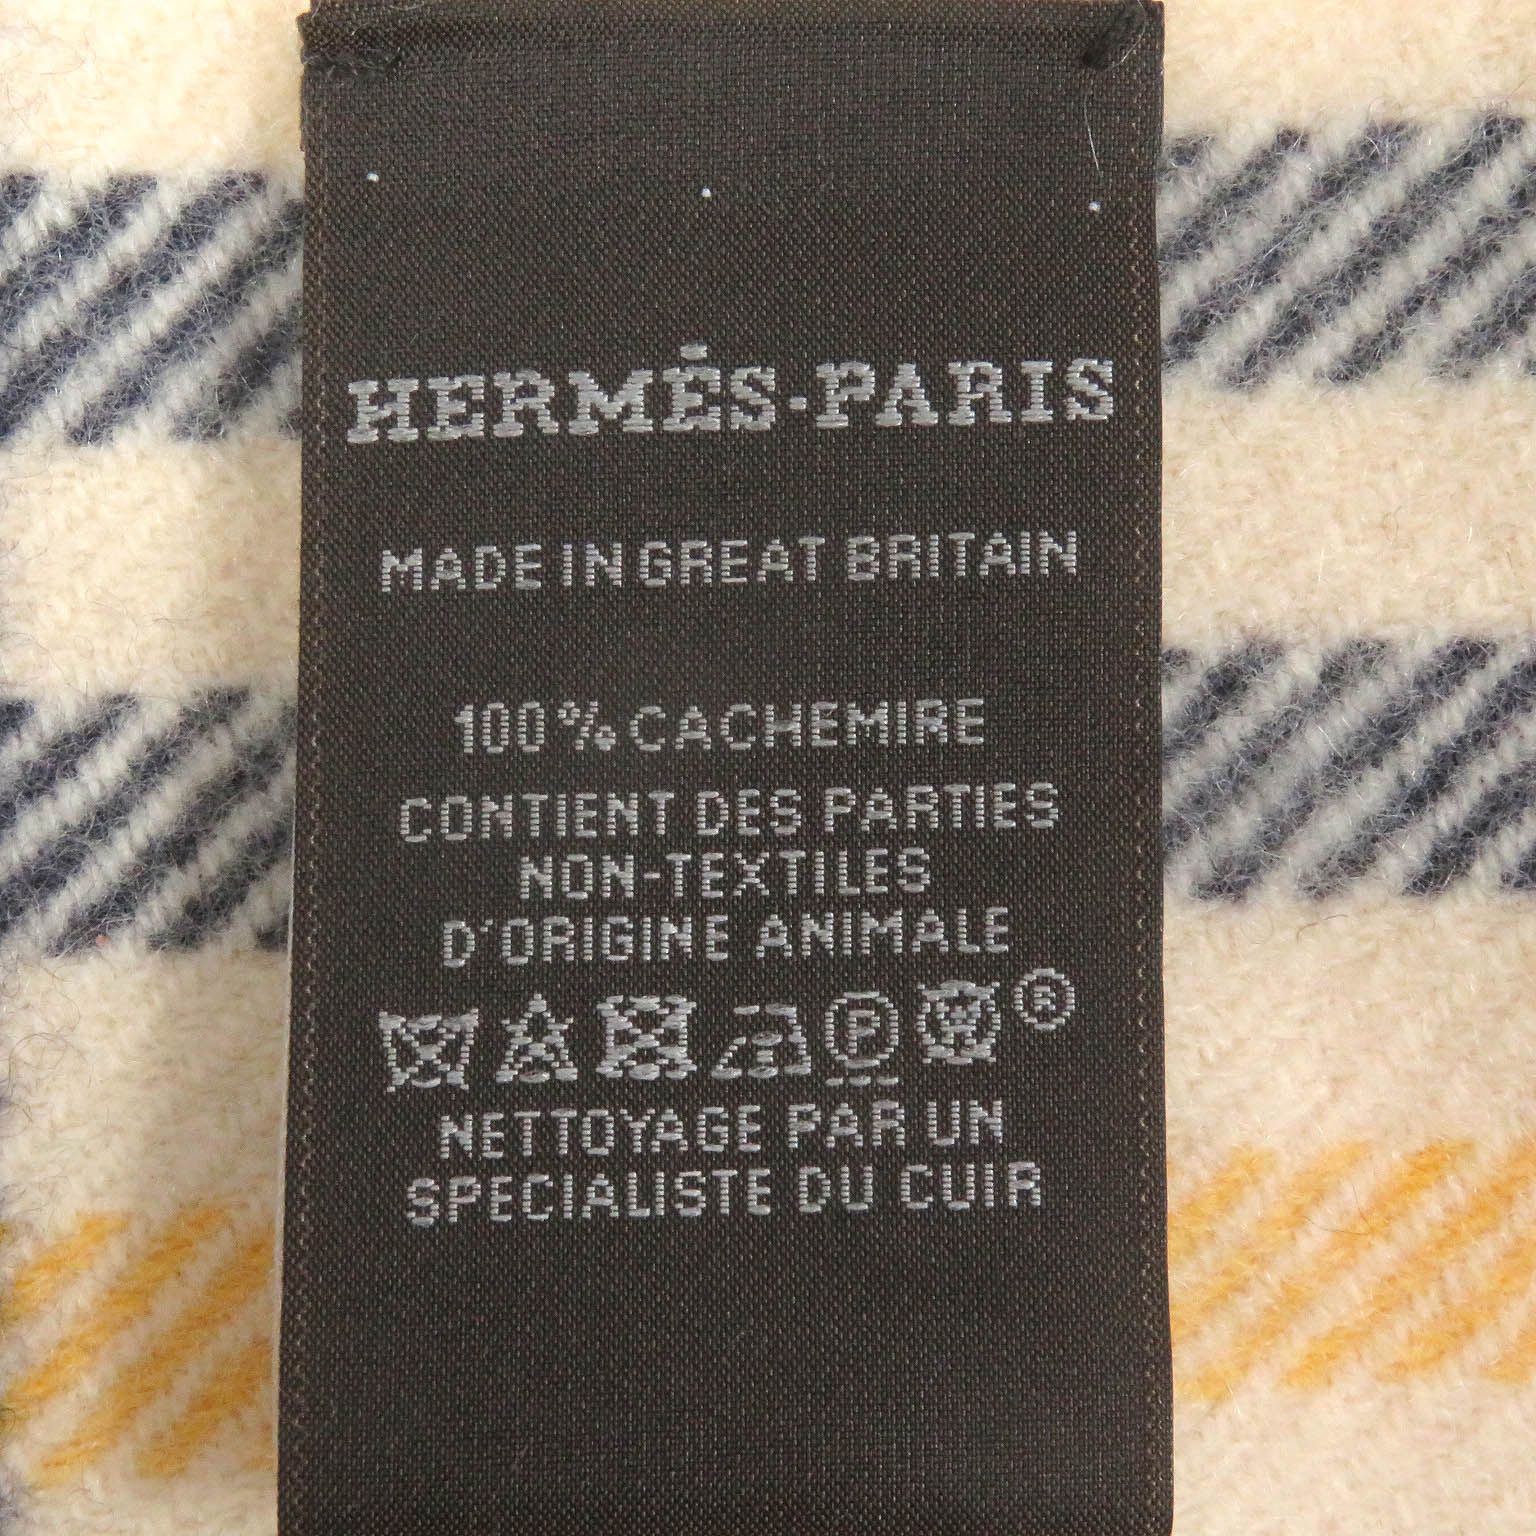 HERMĖS·PARIS
MADE IN GREAT BRITAIN
100% CACHEMIRE
CONTIENT DES PARTIES
NON-TEXTILES
D'ORIGINE ANIMALE
P ®
NETTOYAGE PAR UN
SPECIALISTE DU CUIR